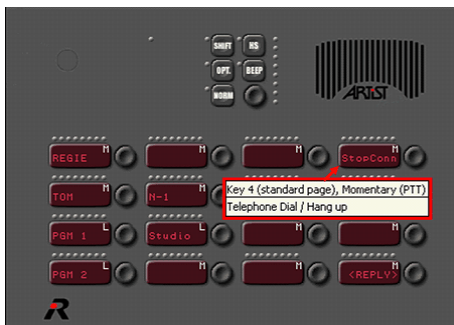 SHIFT HS
OPT. BEEP
NORM
ARTIST
REGIE M M M StopConn M
Key 4 (standard page), Momentary (PTT)
Telephone Dial / Hang up
TOM M N-1 M
PGM 1 L Studio L M M
PGM 2 L M M <REPLY> M
R